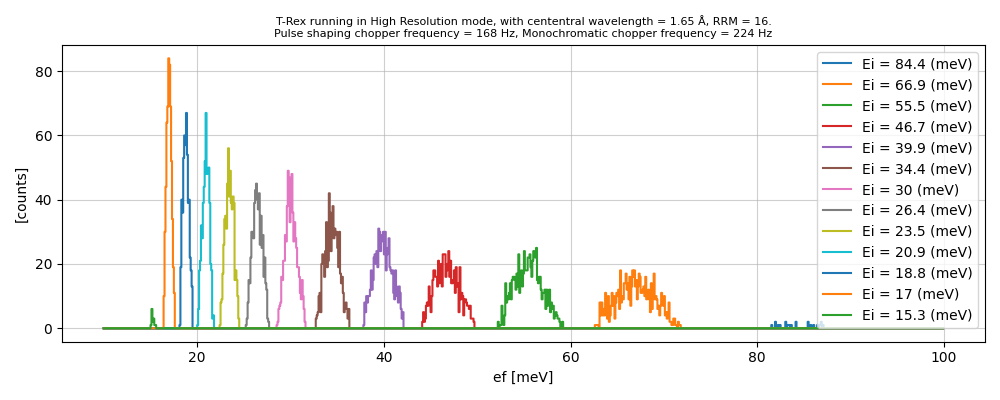 T-Rex running in High Resolution mode, with cententral wavelength = 1.65 Å, RRM = 16.
Pulse shaping chopper frequency = 168 Hz, Monochromatic chopper frequency = 224 Hz
80
60
40
20
0
[counts]
20
40
60
80
100
ef [meV]
Ei = 84.4 (meV)
Ei = 66.9 (meV)
Ei = 55.5 (meV)
Ei = 46.7 (meV)
Ei = 39.9 (meV)
Ei = 34.4 (meV)
Ei = 30 (meV)
Ei = 26.4 (meV)
Ei = 23.5 (meV)
Ei = 20.9 (meV)
Ei = 18.8 (meV)
Ei = 17 (meV)
Ei = 15.3 (meV)